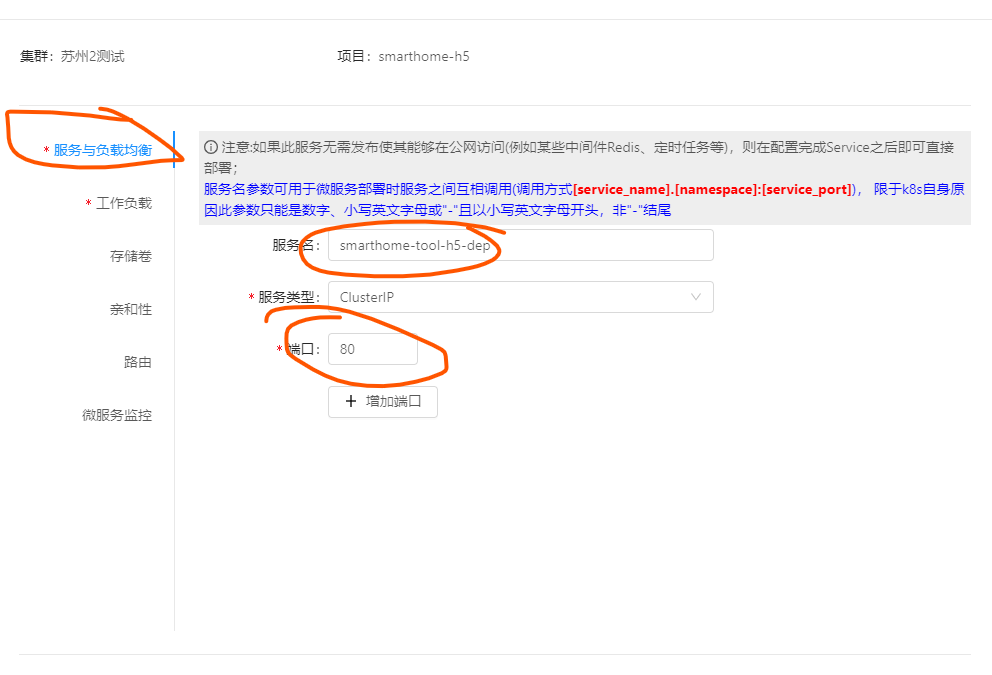 集群：苏州2测试 项目：smarthome-h5
* 服务与负载均衡
* 工作负载
存储卷
亲和性
路由
微服务监控
注意:如果此服务无需发布使其能够在公网访问(例如某些中间件Redis、定时任务等)，则在配置完成Service之后即可直接
部署；
服务名参数可用于微服务部署时服务之间互相调用(调用方式[service_name].[namespace]:[service_port])， 限于k8s自身原
因此参数只能是数字、小写英文字母或"-"且以小写英文字母开头，非"-"结尾
服务名： smarthome-tool-h5-dep
* 服务类型： ClusterIP
* 端口： 80
+ 增加端口